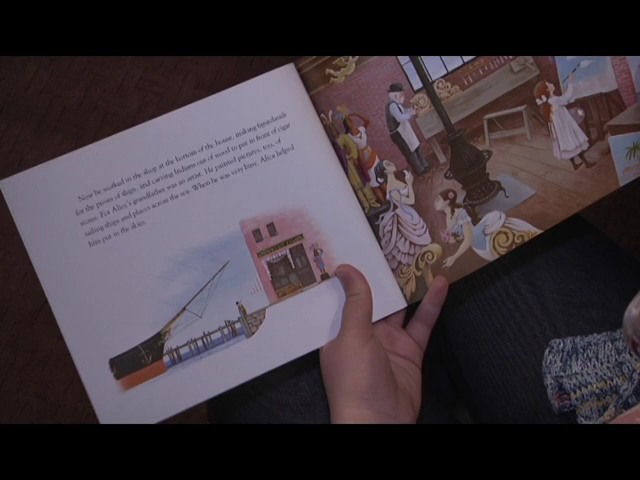 Now he worked in the shop at the bottom of the house, making figureheads
for the prows of ships, and carving Indians out of wood to put in front of cigar
stores. For Alice's grandfather was an artist. He painted pictures, too, of
sailing ships and places across the sea. When he was very busy, Alice helped
him put in the skies.